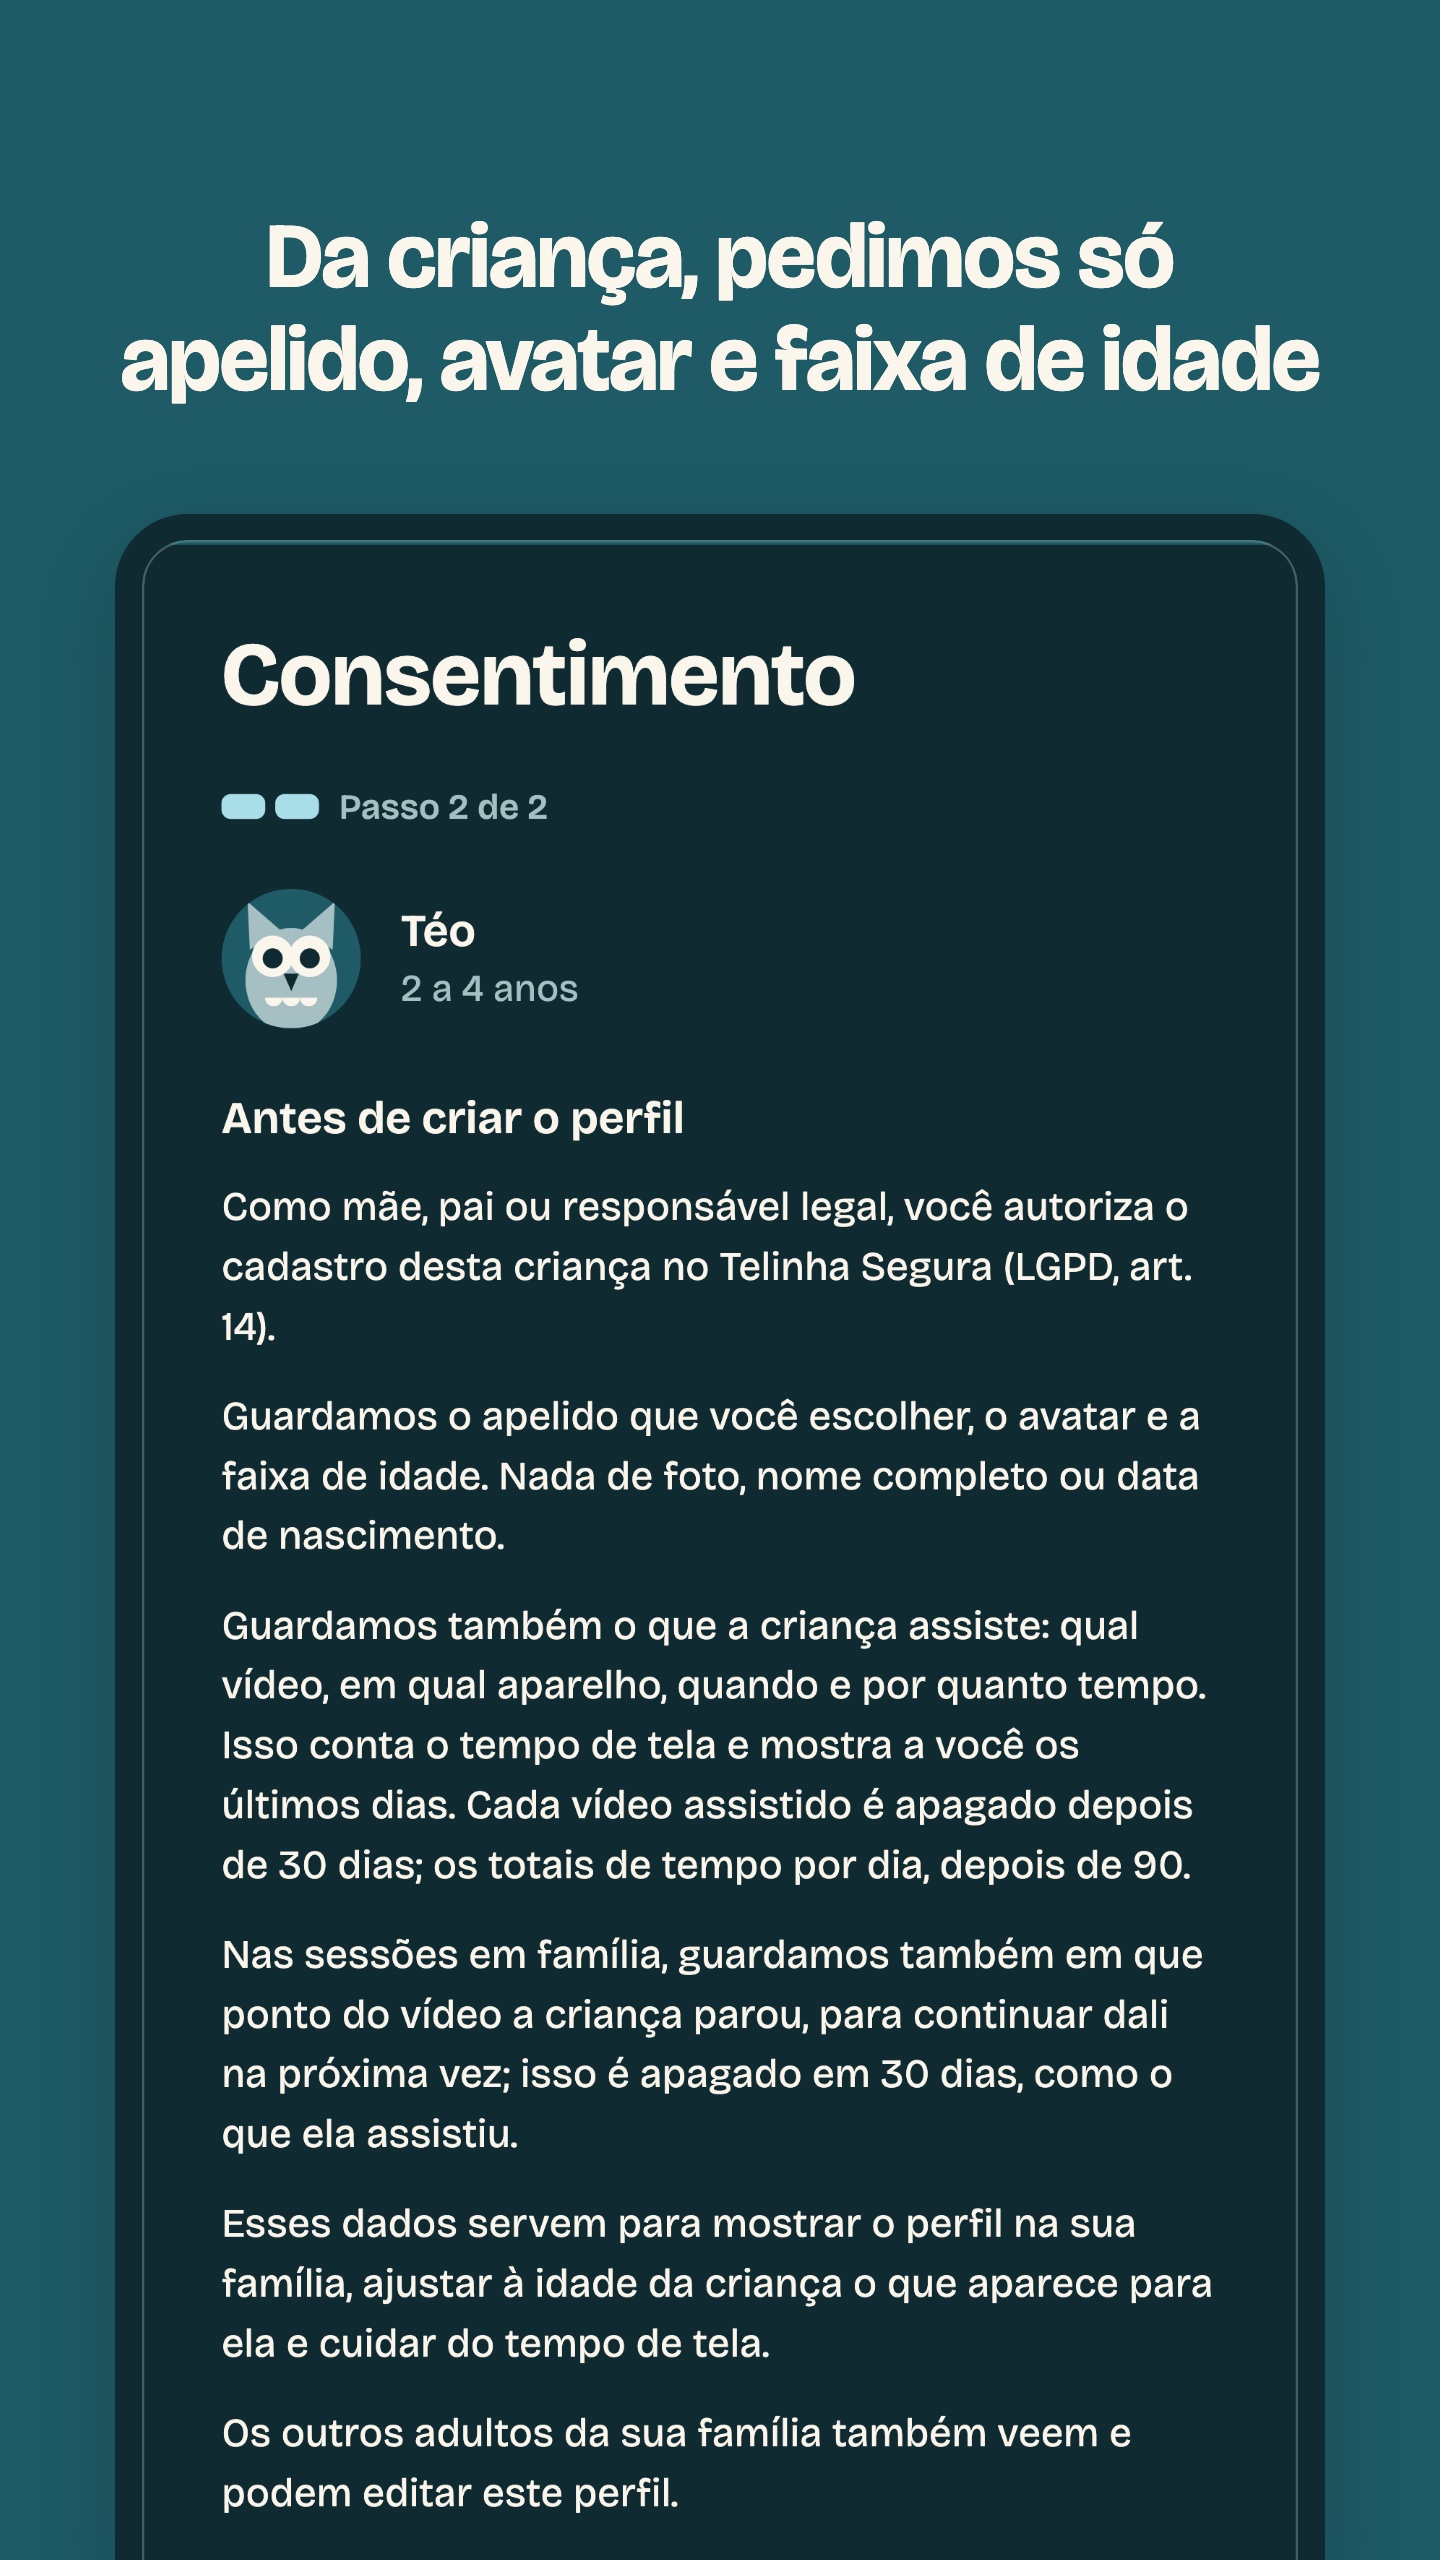 Da criança, pedimos só
apelido, avatar e faixa de idade
Consentimento
Passo 2 de 2
Téo
2 a 4 anos
Antes de criar o perfil
Como mãe, pai ou responsável legal, você autoriza o
cadastro desta criança no Telinha Segura (LGPD, art.
14).
Guardamos o apelido que você escolher, o avatar e a
faixa de idade. Nada de foto, nome completo ou data
de nascimento.
Guardamos também o que a criança assiste: qual
vídeo, em qual aparelho, quando e por quanto tempo.
Isso conta o tempo de tela e mostra a você os
últimos dias. Cada vídeo assistido é apagado depois
de 30 dias; os totais de tempo por dia, depois de 90.
Nas sessões em família, guardamos também em que
ponto do vídeo a criança parou, para continuar dali
na próxima vez; isso é apagado em 30 dias, como o
que ela assistiu.
Esses dados servem para mostrar o perfil na sua
família, ajustar à idade da criança o que aparece para
ela e cuidar do tempo de tela.
Os outros adultos da sua família também veem e
podem editar este perfil.